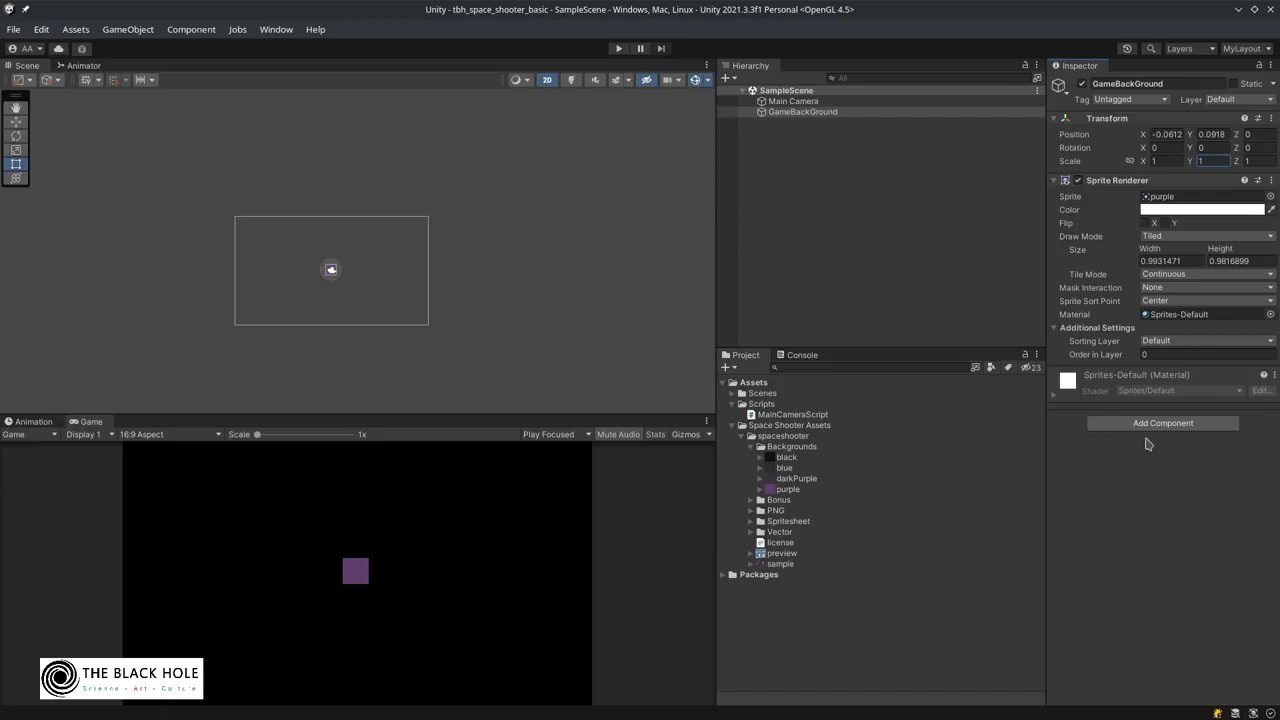 Unity - tbh_space_shooter_basic - SampleScene - Windows, Mac, Linux - Unity 2021.3.3f1 Personal <OpenGL 4.5>
File Edit Assets GameObject Component Jobs Window Help
AA Layers MyLayout
Scene Animator
2D
Hierarchy
All
SampleScene
Main Camera
GameBackGround
Inspector
GameBackGround Static
Tag Untagged Layer Default
Transform
Position X -0.0612 Y 0.0918 Z 0
Rotation X 0 Y 0 Z 0
Scale X 1 Y 1 Z 1
Sprite Renderer
Sprite purple
Color
Flip X Y
Draw Mode Tiled
Size Width Height
0.9931471 0.9816899
Tile Mode Continuous
Mask Interaction None
Sprite Sort Point Center
Material Sprites-Default
Additional Settings
Sorting Layer Default
Order in Layer 0
Sprites-Default (Material)
Shader Sprites/Default Edit...
Add Component
Project Console
23
Assets
Scenes
Scripts
MainCameraScript
Space Shooter Assets
spaceshooter
Backgrounds
black
blue
darkPurple
purple
Bonus
PNG
Spritesheet
Vector
license
preview
sample
Packages
Animation Game
Game Display 1 16:9 Aspect Scale 1x Play Focused Mute Audio Stats Gizmos
THE BLACK HOLE
Science • Art • Culture